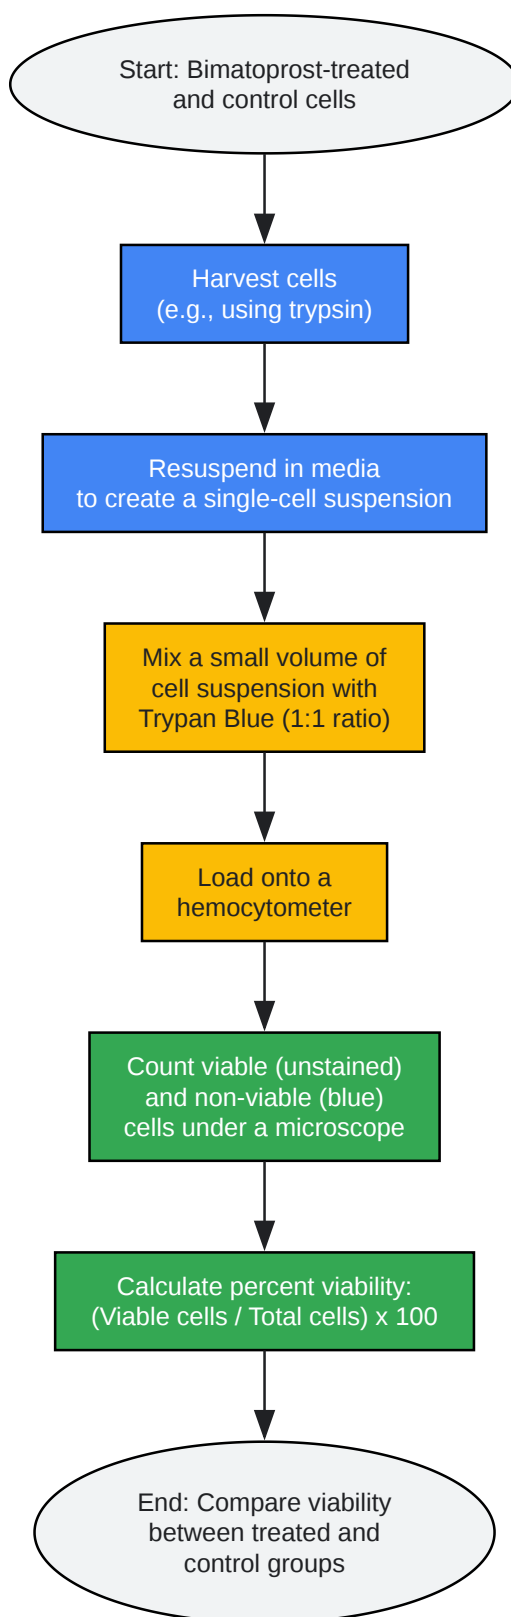 Start: Bimatoprost-treated
and control cells
Harvest cells
(e.g., using trypsin)
Resuspend in media
to create a single-cell suspension
Mix a small volume of
cell suspension with
Trypan Blue (1:1 ratio)
Load onto a
hemocytometer
Count viable (unstained)
and non-viable (blue)
cells under a microscope
Calculate percent viability:
(Viable cells / Total cells) x 100
End: Compare viability
between treated and
control groups